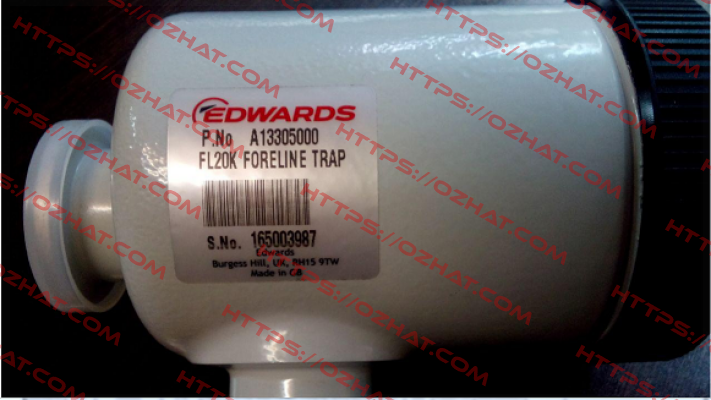 EDWARDS
P.No A13305000
FL20K FORELINE TRAP
S.No. 165003987
Edwards
Burgess Hill, UK, RH15 9TW
Made in GB
HTTPS://OZHAT.COM